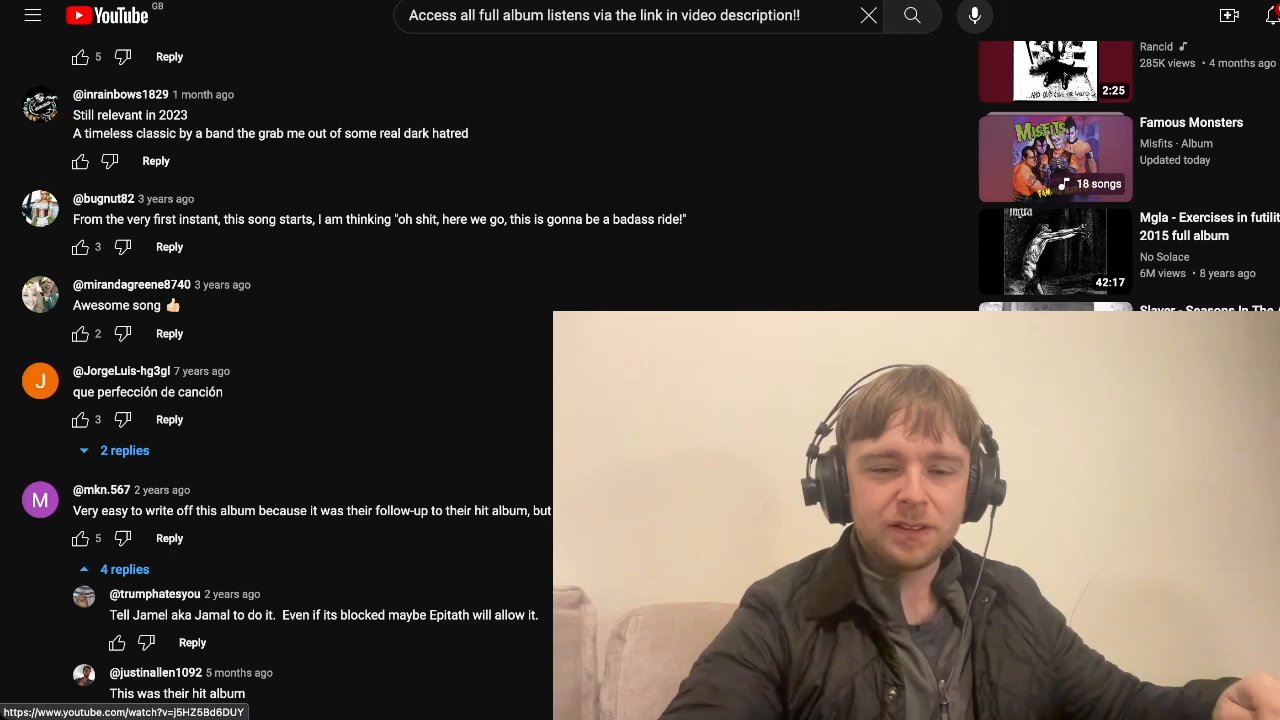 YouTube GB
Access all full album listens via the link in video description!!
5 Reply
@inrainbows1829 1 month ago
Still relevant in 2023
A timeless classic by a band the grab me out of some real dark hatred
Reply
@bugnut82 3 years ago
From the very first instant, this song starts, I am thinking "oh shit, here we go, this is gonna be a badass ride!"
3 Reply
@mirandagreene8740 3 years ago
Awesome song 👍🏻
2 Reply
J
@JorgeLuis-hg3gl 7 years ago
que perfección de canción
3 Reply
2 replies
M
@mkn.567 2 years ago
Very easy to write off this album because it was their follow-up to their hit album, but
5 Reply
4 replies
@trumphatesyou 2 years ago
Tell Jamel aka Jamal to do it. Even if its blocked maybe Epitath will allow it.
Reply
@justinallen1092 5 months ago
This was their hit album
https://www.youtube.com/watch?v=j5HZ5Bd6DUY
Rancid
285K views • 4 months ago
2:25
MISFITS
18 songs
Famous Monsters
Misfits · Album
Updated today
mgła
42:17
Mgla - Exercises in futilit
2015 full album
No Solace
6M views • 8 years ago
Slayer - Seasons In The